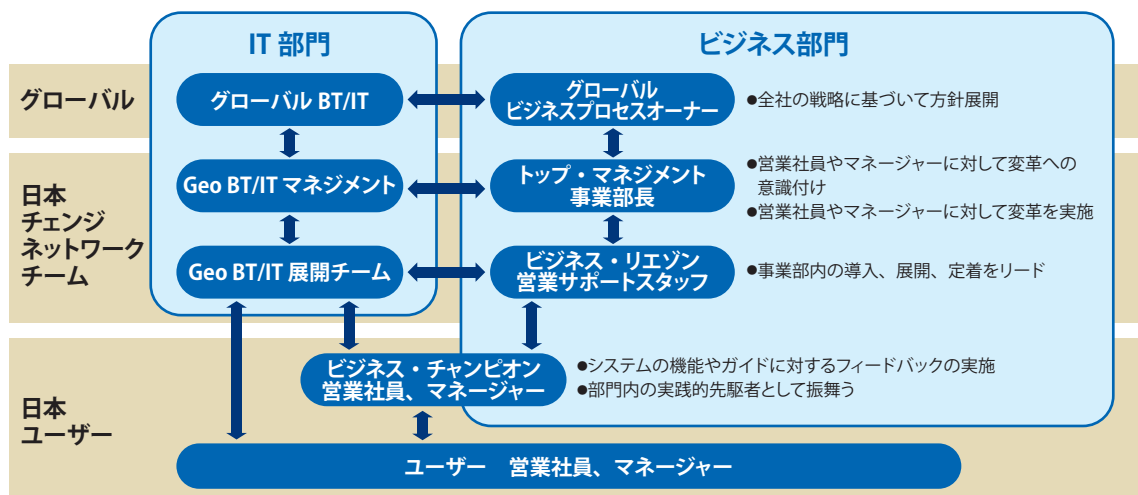 IT 部門
ビジネス部門
グローバル
グローバル BT/IT
グローバル
ビジネスプロセスオーナー
●全社の戦略に基づいて方針展開
日本
チェンジ
ネットワーク
チーム
Geo BT/IT マネジメント
トップ・マネジメント
事業部長
●営業社員やマネージャーに対して変革への
意識付け
●営業社員やマネージャーに対して変革を実施
Geo BT/IT 展開チーム
ビジネス・リエゾン
営業サポートスタッフ
●事業部内の導入、展開、定着をリード
日本
ユーザー
ビジネス・チャンピオン
営業社員、マネージャー
●システムの機能やガイドに対するフィードバックの実施
●部門内の実践的先駆者として振舞う
ユーザー 営業社員、マネージャー